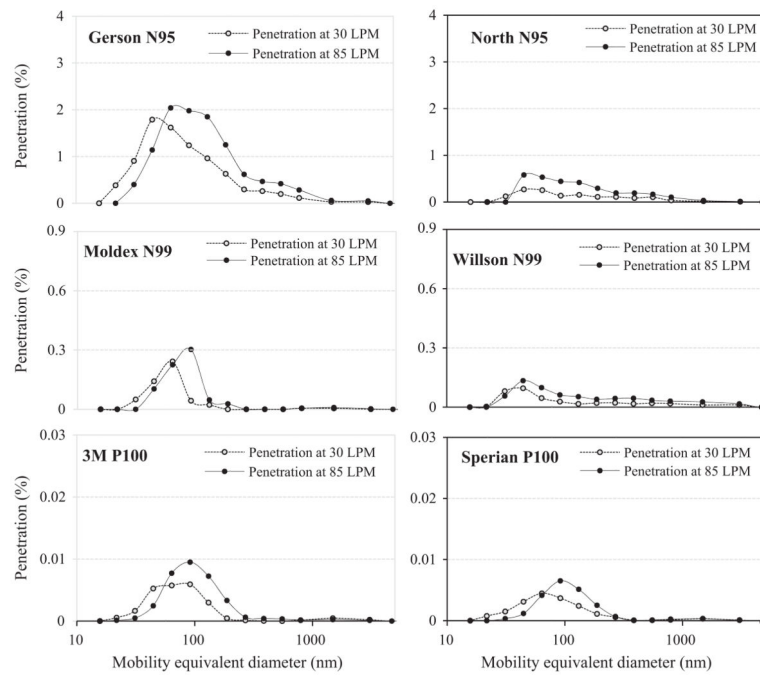 4
3
2
1
0
Penetration (%)
Gerson N95
Penetration at 30 LPM
Penetration at 85 LPM
4
3
2
1
0
Penetration (%)
North N95
Penetration at 30 LPM
Penetration at 85 LPM
0.9
0.6
0.3
0
Penetration (%)
Moldex N99
Penetration at 30 LPM
Penetration at 85 LPM
0.9
0.6
0.3
0
Willson N99
Penetration at 30 LPM
Penetration at 85 LPM
0.03
0.02
0.01
0
Penetration (%)
3M P100
Penetration at 30 LPM
Penetration at 85 LPM
10
100
1000
Mobility equivalent diameter (nm)
0.03
0.02
0.01
0
Sperian P100
Penetration at 30 LPM
Penetration at 85 LPM
10
100
1000
Mobility equivalent diameter (nm)